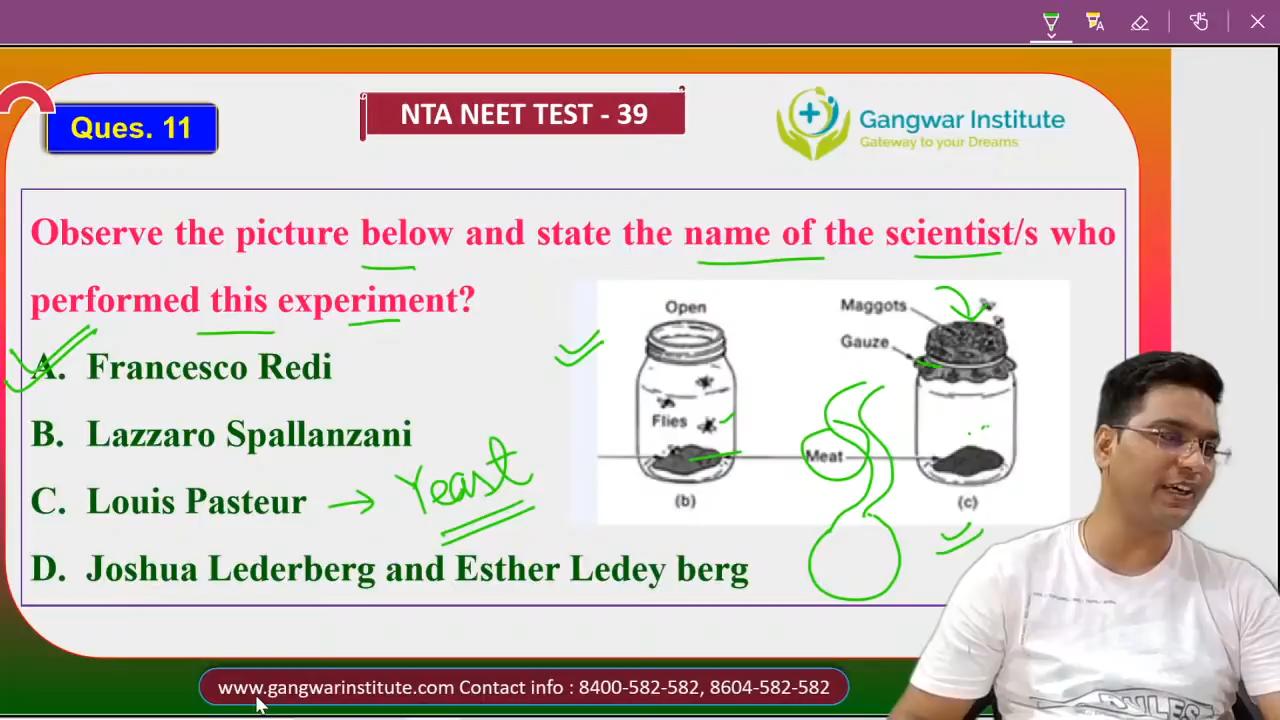 Ques. 11
NTA NEET TEST - 39
Gangwar Institute
Gateway to your Dreams
Observe the picture below and state the name of the scientist/s who
performed this experiment?
A. Francesco Redi
B. Lazzaro Spallanzani
C. Louis Pasteur → Yeast
D. Joshua Lederberg and Esther Ledey berg
Open
Flies
(b)
Maggots
Gauze
Meat
(c)
www.gangwarinstitute.com Contact info : 8400-582-582, 8604-582-582